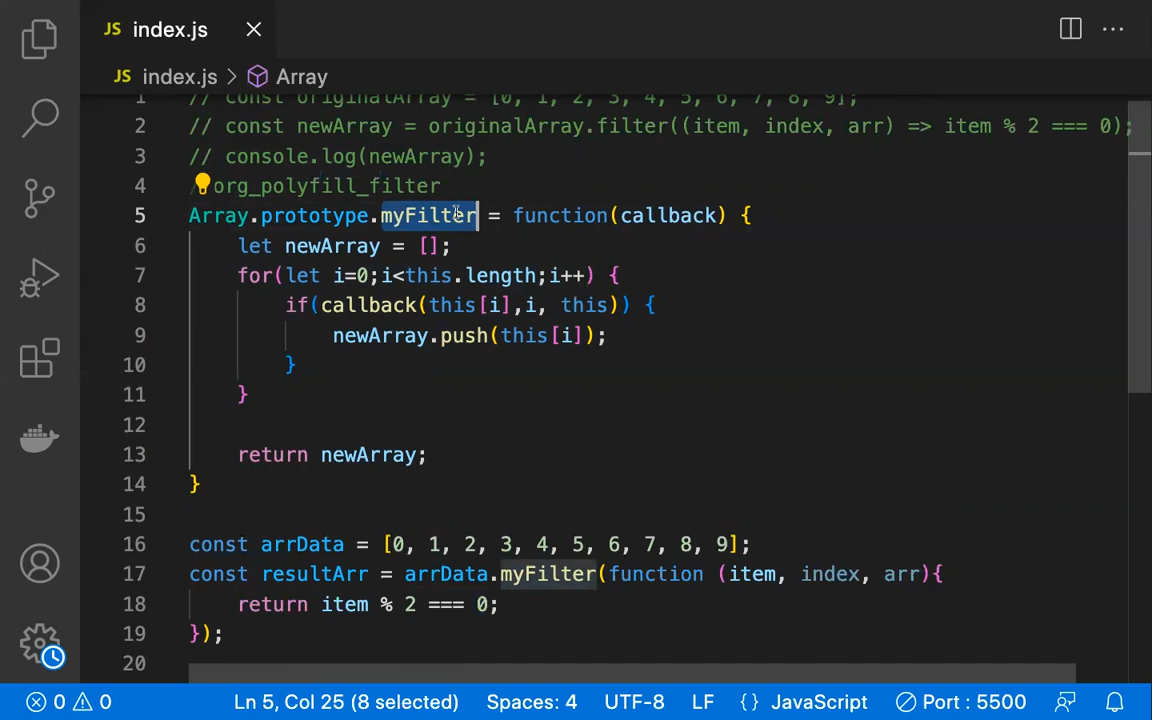 JS index.js
JS index.js > Array
1 // const originalArray = [0, 1, 2, 3, 4, 5, 6, 7, 8, 9];
2 // const newArray = originalArray.filter((item, index, arr) => item % 2 === 0);
3 // console.log(newArray);
4 / org_polyfill_filter
5 Array.prototype.myFilter = function(callback) {
6 let newArray = [];
7 for(let i=0;i<this.length;i++) {
8 if(callback(this[i],i, this)) {
9 newArray.push(this[i]);
10 }
11 }
12
13 return newArray;
14 }
15
16 const arrData = [0, 1, 2, 3, 4, 5, 6, 7, 8, 9];
17 const resultArr = arrData.myFilter(function (item, index, arr){
18 return item % 2 === 0;
19 });
20
0 0 Ln 5, Col 25 (8 selected) Spaces: 4 UTF-8 LF {} JavaScript Port : 5500